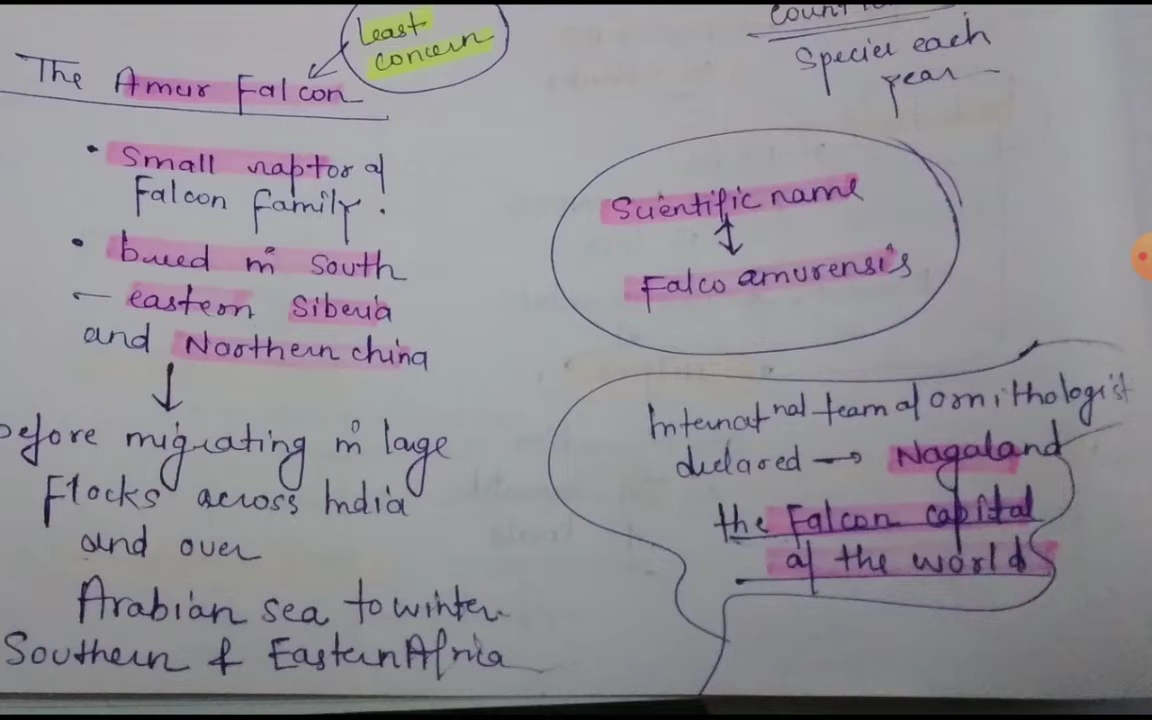 Least
concern
The Amur Falcon
• Small raptor of
Falcon family.
• breed in South
– eastern Siberia
and Northern china
↓
before migrating in lage
Flocks across India
and over
Arabian sea to winter
Southern & Eastern Africa
Species each
year
Scientific name
↕
Falco amurensis
Internatnal team of ornithologist
declared → Nagaland
the Falcon capital
of the world